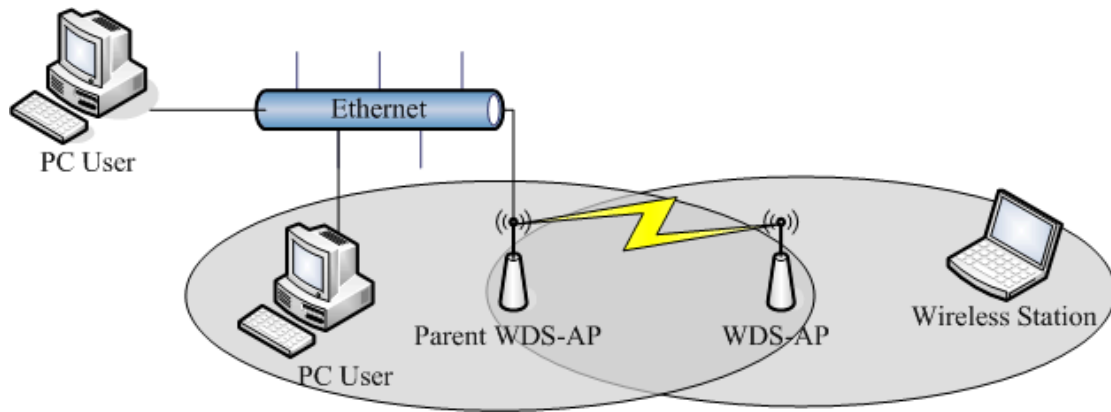 Ethernet
PC User
Parent WDS-AP
WDS-AP
Wireless Station
PC User